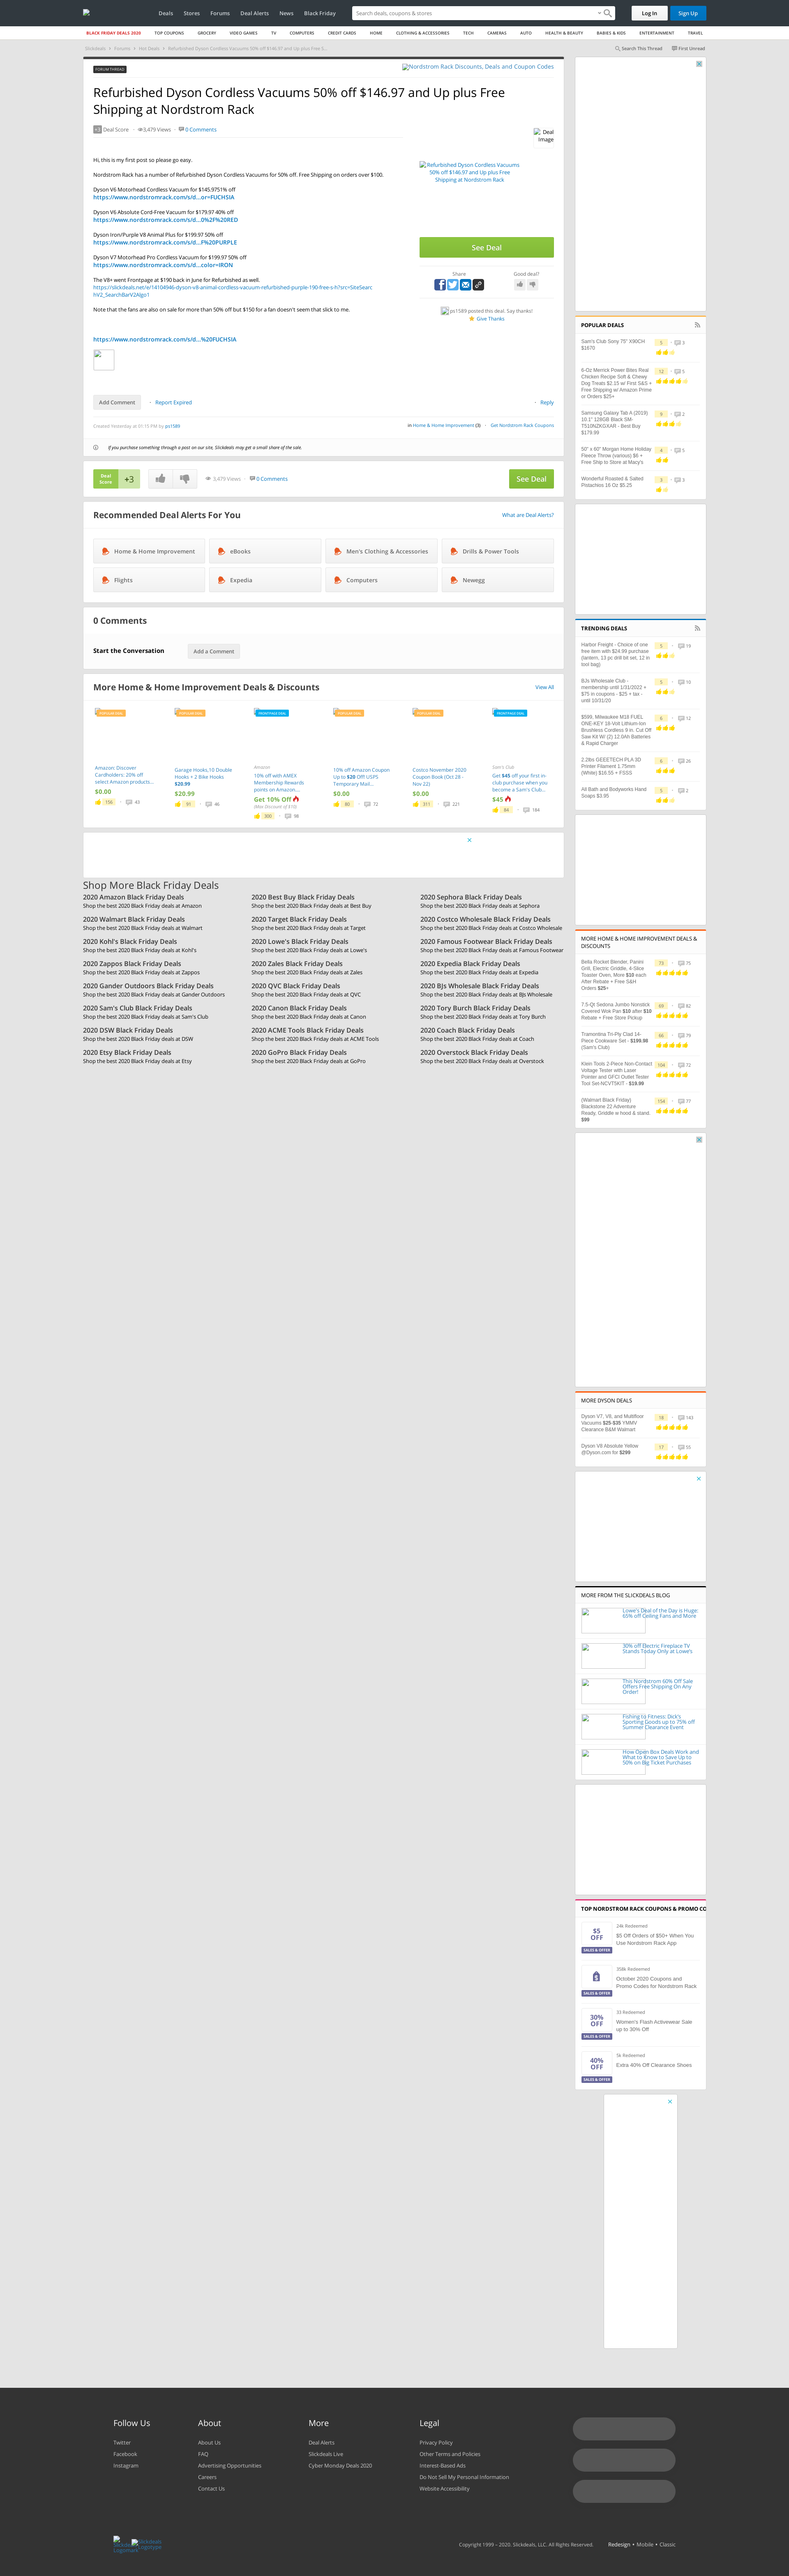 Deals
Stores
Forums
Deal Alerts
News
Black Friday
Search deals, coupons & stores
Log In
Sign Up
BLACK FRIDAY DEALS 2020
TOP COUPONS
GROCERY
VIDEO GAMES
TV
COMPUTERS
CREDIT CARDS
HOME
CLOTHING & ACCESSORIES
TECH
CAMERAS
AUTO
HEALTH & BEAUTY
BABIES & KIDS
ENTERTAINMENT
TRAVEL
Slickdeals > Forums > Hot Deals > Refurbished Dyson Cordless Vacuums 50% off $146.97 and Up plus Free S...
Search This Thread
First Unread
FORUM THREAD
Nordstrom Rack Discounts, Deals and Coupon Codes
Refurbished Dyson Cordless Vacuums 50% off $146.97 and Up plus Free
Shipping at Nordstrom Rack
+3 Deal Score
3,479 Views
0 Comments
Deal Image
Hi, this is my first post so please go easy.
Nordstrom Rack has a number of Refurbished Dyson Cordless Vacuums for 50% off. Free Shipping on orders over $100.
Dyson V6 Motorhead Cordless Vacuum for $145.9751% off
https://www.nordstromrack.com/s/d...or=FUCHSIA
Dyson V6 Absolute Cord-Free Vacuum for $179.97 40% off
https://www.nordstromrack.com/s/d...0%2f%20RED
Dyson Iron/Purple V8 Animal Plus for $199.97 50% off
https://www.nordstromrack.com/s/d...F%20PURPLE
Dyson V7 Motorhead Pro Cordless Vacuum for $199.97 50% off
https://www.nordstromrack.com/s/d...color=IRON
The V8+ went Frontpage at $190 back in June for Refurbished as well.
https://slickdeals.net/e/14104946-dyson-v8-animal-cordless-vacuum-refurbished-purple-190-free-s-h?src=SiteSearc
hV2_SearchBarV2Algo1
Note that the fans are also on sale for more than 50% off but $150 for a fan doesn't seem that slick to me.
https://www.nordstromrack.com/s/d...%20FUCHSIA
Refurbished Dyson Cordless Vacuums 50% off $146.97 and Up plus Free Shipping at Nordstrom Rack
See Deal
Share
Good deal?
ps1589 posted this deal. Say thanks!
Give Thanks
Add Comment
Report Expired
Reply
Created Yesterday at 01:15 PM by ps1589
in Home & Home Improvement (3)
Get Nordstrom Rack Coupons
If you purchase something through a post on our site, Slickdeals may get a small share of the sale.
Deal Score
+3
3,479 Views
0 Comments
See Deal
Recommended Deal Alerts For You
What are Deal Alerts?
Home & Home Improvement
eBooks
Men's Clothing & Accessories
Drills & Power Tools
Flights
Expedia
Computers
Newegg
0 Comments
Start the Conversation
Add a Comment
More Home & Home Improvement Deals & Discounts
View All
POPULAR DEAL
Amazon: Discover Cardholders: 20% off select Amazon products...
$0.00
156
43
POPULAR DEAL
Garage Hooks,10 Double Hooks + 2 Bike Hooks $20.99
$20.99
91
46
FRONTPAGE DEAL
Amazon
10% off with AMEX Membership Rewards points on Amazon....
Get 10% Off
(Max Discount of $10)
300
98
POPULAR DEAL
10% off Amazon Coupon Up to $20 Off! USPS Temporary Mail...
$0.00
60
72
POPULAR DEAL
Costco November 2020 Coupon Book (Oct 28 - Nov 22)
$0.00
311
221
FRONTPAGE DEAL
Sam's Club
Get $45 off your first in-club purchase when you become a Sam's Club...
$45
84
184
Shop More Black Friday Deals
2020 Amazon Black Friday Deals
Shop the best 2020 Black Friday deals at Amazon
2020 Best Buy Black Friday Deals
Shop the best 2020 Black Friday deals at Best Buy
2020 Sephora Black Friday Deals
Shop the best 2020 Black Friday deals at Sephora
2020 Walmart Black Friday Deals
Shop the best 2020 Black Friday deals at Walmart
2020 Target Black Friday Deals
Shop the best 2020 Black Friday deals at Target
2020 Costco Wholesale Black Friday Deals
Shop the best 2020 Black Friday deals at Costco Wholesale
2020 Kohl's Black Friday Deals
Shop the best 2020 Black Friday deals at Kohl's
2020 Lowe's Black Friday Deals
Shop the best 2020 Black Friday deals at Lowe's
2020 Famous Footwear Black Friday Deals
Shop the best 2020 Black Friday deals at Famous Footwear
2020 Zappos Black Friday Deals
Shop the best 2020 Black Friday deals at Zappos
2020 Zales Black Friday Deals
Shop the best 2020 Black Friday deals at Zales
2020 Expedia Black Friday Deals
Shop the best 2020 Black Friday deals at Expedia
2020 Gander Outdoors Black Friday Deals
Shop the best 2020 Black Friday deals at Gander Outdoors
2020 QVC Black Friday Deals
Shop the best 2020 Black Friday deals at QVC
2020 BJs Wholesale Black Friday Deals
Shop the best 2020 Black Friday deals at BJs Wholesale
2020 Sam's Club Black Friday Deals
Shop the best 2020 Black Friday deals at Sam's Club
2020 Canon Black Friday Deals
Shop the best 2020 Black Friday deals at Canon
2020 Tory Burch Black Friday Deals
Shop the best 2020 Black Friday deals at Tory Burch
2020 DSW Black Friday Deals
Shop the best 2020 Black Friday deals at DSW
2020 ACME Tools Black Friday Deals
Shop the best 2020 Black Friday deals at ACME Tools
2020 Coach Black Friday Deals
Shop the best 2020 Black Friday deals at Coach
2020 Etsy Black Friday Deals
Shop the best 2020 Black Friday deals at Etsy
2020 GoPro Black Friday Deals
Shop the best 2020 Black Friday deals at GoPro
2020 Overstock Black Friday Deals
Shop the best 2020 Black Friday deals at Overstock
POPULAR DEALS
Sam's Club Sony 75" X90CH $1670
5
3
6-Oz Merrick Power Bites Real Chicken Recipe Soft & Chewy Dog Treats $2.15 w/ First S&S + Free Shipping w/ Amazon Prime or Orders $25+
12
5
Samsung Galaxy Tab A (2019) 10.1" 128GB Black SM-T510NZKGXAR - Best Buy $179.99
9
2
50" x 60" Morgan Home Holiday Fleece Throw (various) $6 + Free Ship to Store at Macy's
4
5
Wonderful Roasted & Salted Pistachios 16 Oz $5.25
3
3
TRENDING DEALS
Harbor Freight - Choice of one free item with $24.99 purchase (lantern, 13 pc drill bit set, 12 in tool bag)
5
19
BJs Wholesale Club - membership until 1/31/2022 + $75 in coupons - $25 + tax - until 10/31/20
5
10
$599, Milwaukee M18 FUEL ONE-KEY 18-Volt Lithium-Ion Brushless Cordless 9 in. Cut Off Saw Kit W/ (2) 12.0Ah Batteries & Rapid Charger
6
12
2.2lbs GEEETECH PLA 3D Printer Filament 1.75mm (White) $16.55 + FSSS
6
26
All Bath and Bodyworks Hand Soaps $3.95
5
2
MORE HOME & HOME IMPROVEMENT DEALS & DISCOUNTS
Bella Rocket Blender, Panini Grill, Electric Griddle, 4-Slice Toaster Oven, More $10 each After Rebate + Free S&H Orders $25+
73
75
7.5-Qt Sedona Jumbo Nonstick Covered Wok Pan $10 after $10 Rebate + Free Store Pickup
69
82
Tramontina Tri-Ply Clad 14-Piece Cookware Set - $199.98 (Sam's Club)
66
79
Klein Tools 2-Piece Non-Contact Voltage Tester with Laser Pointer and GFCI Outlet Tester Tool Set-NCVT5KIT - $19.99
104
72
(Walmart Black Friday) Blackstone 22 Adventure Ready, Griddle w hood & stand $98
154
77
MORE DYSON DEALS
Dyson V7, V8, and Multifloor Vacuums $25-$35 YMMV Clearance B&M Walmart
18
143
Dyson V8 Absolute Yellow @Dyson.com for $299
17
55
MORE FROM THE SLICKDEALS BLOG
Lowe's Deal of the Day is Huge: 65% off Ceiling Fans and More
30% off Electric Fireplace TV Stands Today Only at Lowe's
This Nordstrom 60% Off Sale Offers Free Shipping On Any Order!
Fishing to Fitness: Dick's Sporting Goods up to 75% off Summer Clearance Event
How Open Box Deals Work and What to Know to Save Up to 50% on Big Ticket Purchases
TOP NORDSTROM RACK COUPONS & PROMO CO
$5 OFF
SALES & OFFER
24k Redeemed
$5 Off Orders of $50+ When You Use Nordstrom Rack App
SALES & OFFER
358k Redeemed
October 2020 Coupons and Promo Codes for Nordstrom Rack
30% OFF
SALES & OFFER
33 Redeemed
Women's Flash Activewear Sale up to 30% Off
40% OFF
SALES & OFFER
5k Redeemed
Extra 40% Off Clearance Shoes
Follow Us
Twitter
Facebook
Instagram
About
About Us
FAQ
Advertising Opportunities
Careers
Contact Us
More
Deal Alerts
Slickdeals Live
Cyber Monday Deals 2020
Legal
Privacy Policy
Other Terms and Policies
Interest-Based Ads
Do Not Sell My Personal Information
Website Accessibility
Copyright 1999 - 2020. Slickdeals, LLC. All Rights Reserved.
Redesign • Mobile • Classic